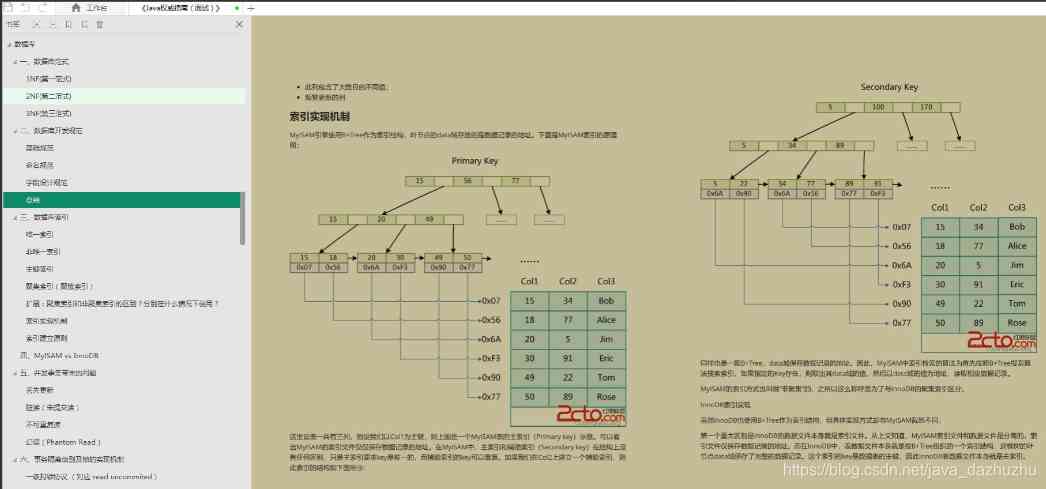 工作台
《Java权威指南（面试）》
书签
数据库
一、数据库范式
1NF(第一范式)
2NF(第二范式)
3NF(第三范式)
二、数据库开发规范
基础规范
命名规范
字段设计规范
总结
三、数据库索引
唯一索引
非唯一索引
主键索引
聚集索引（聚簇索引）
扩展：聚集索引和非聚集索引的区别？分别在什么情况下使用？
索引实现机制
索引建立原则
四、MyISAM vs InnoDB
五、并发事务带来的问题
丢失更新
脏读（未提交读）
不可重复读
幻读（Phantom Read）
六、事务隔离级别及锁的实现机制
一级封锁协议（对应 read uncommited）
此列包含了大数目的不同值；
频繁更新的列
索引实现机制
MyISAM引擎使用B+Tree作为索引结构，叶节点的data域存放的是数据记录的地址。下图是MyISAM索引的原理
图：
Primary Key
15 56 77
15 20 49
...... ......
15 18 20 30 49 50
0x07 0x56 0x6A 0xF3 0x90 0x77
......
Col1 Col2 Col3
0x07 15 34 Bob
0x56 18 77 Alice
0x6A 20 5 Jim
0xF3 30 91 Eric
0x90 49 22 Tom
0x77 50 89 Rose
2cto.com
这里设表一共有三列，假设我们以Col1为主键，则上图是一个MyISAM表的主索引（Primary key）示意。可以看
出MyISAM的索引文件仅仅保存数据记录的地址。在MyISAM中，主索引和辅助索引（Secondary key）在结构上没
有任何区别，只是主索引要求key是唯一的，而辅助索引的key可以重复。如果我们在Col2上建立一个辅助索引，则
此索引的结构如下图所示：
Secondary Key
5 100 170
5 34 89
...... ......
5 22 34 77 89 91
0x6A 0x90 0x6A 0x56 0x77 0xF3
......
Col1 Col2 Col3
0x07 15 34 Bob
0x56 18 77 Alice
0x6A 20 5 Jim
0xF3 30 91 Eric
0x90 49 22 Tom
0x77 50 89 Rose
2cto.com
同样也是一颗B+Tree，data域保存数据记录的地址。因此，MyISAM中索引检索的算法为首先按照B+Tree搜索算
法搜索索引，如果指定的Key存在，则取出其data域的值，然后以data域的值为地址，读取相应数据记录。
MyISAM的索引方式也叫做“非聚集”的，之所以这么称呼是为了与InnoDB的聚集索引区分。
InnoDB索引实现
虽然InnoDB也使用B+Tree作为索引结构，但具体实现方式却与MyISAM截然不同。
第一个重大区别是InnoDB的数据文件本身就是索引文件。从上文知道，MyISAM索引文件和数据文件是分离的，索
引文件仅保存数据记录的地址。而在InnoDB中，表数据文件本身就是按B+Tree组织的一个索引结构，这棵树的叶
节点data域保存了完整的数据记录。这个索引的key是数据表的主键，因此InnoDB表数据文件本身就是主索引。
https://blog.csdn.net/java_dazhuzhu